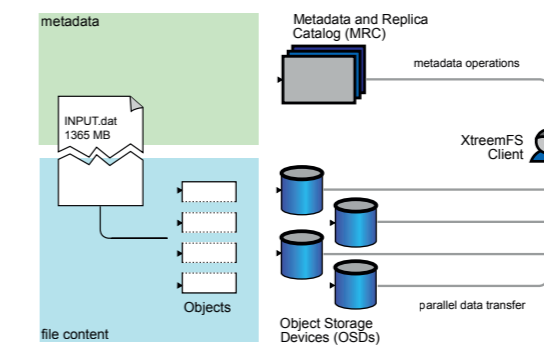 metadata
Metadata and Replica
Catalog (MRC)
metadata operations
INPUT.dat
1365 MB
XtreemFS
Client
Objects
parallel data transfer
file content
Object Storage
Devices (OSDs)